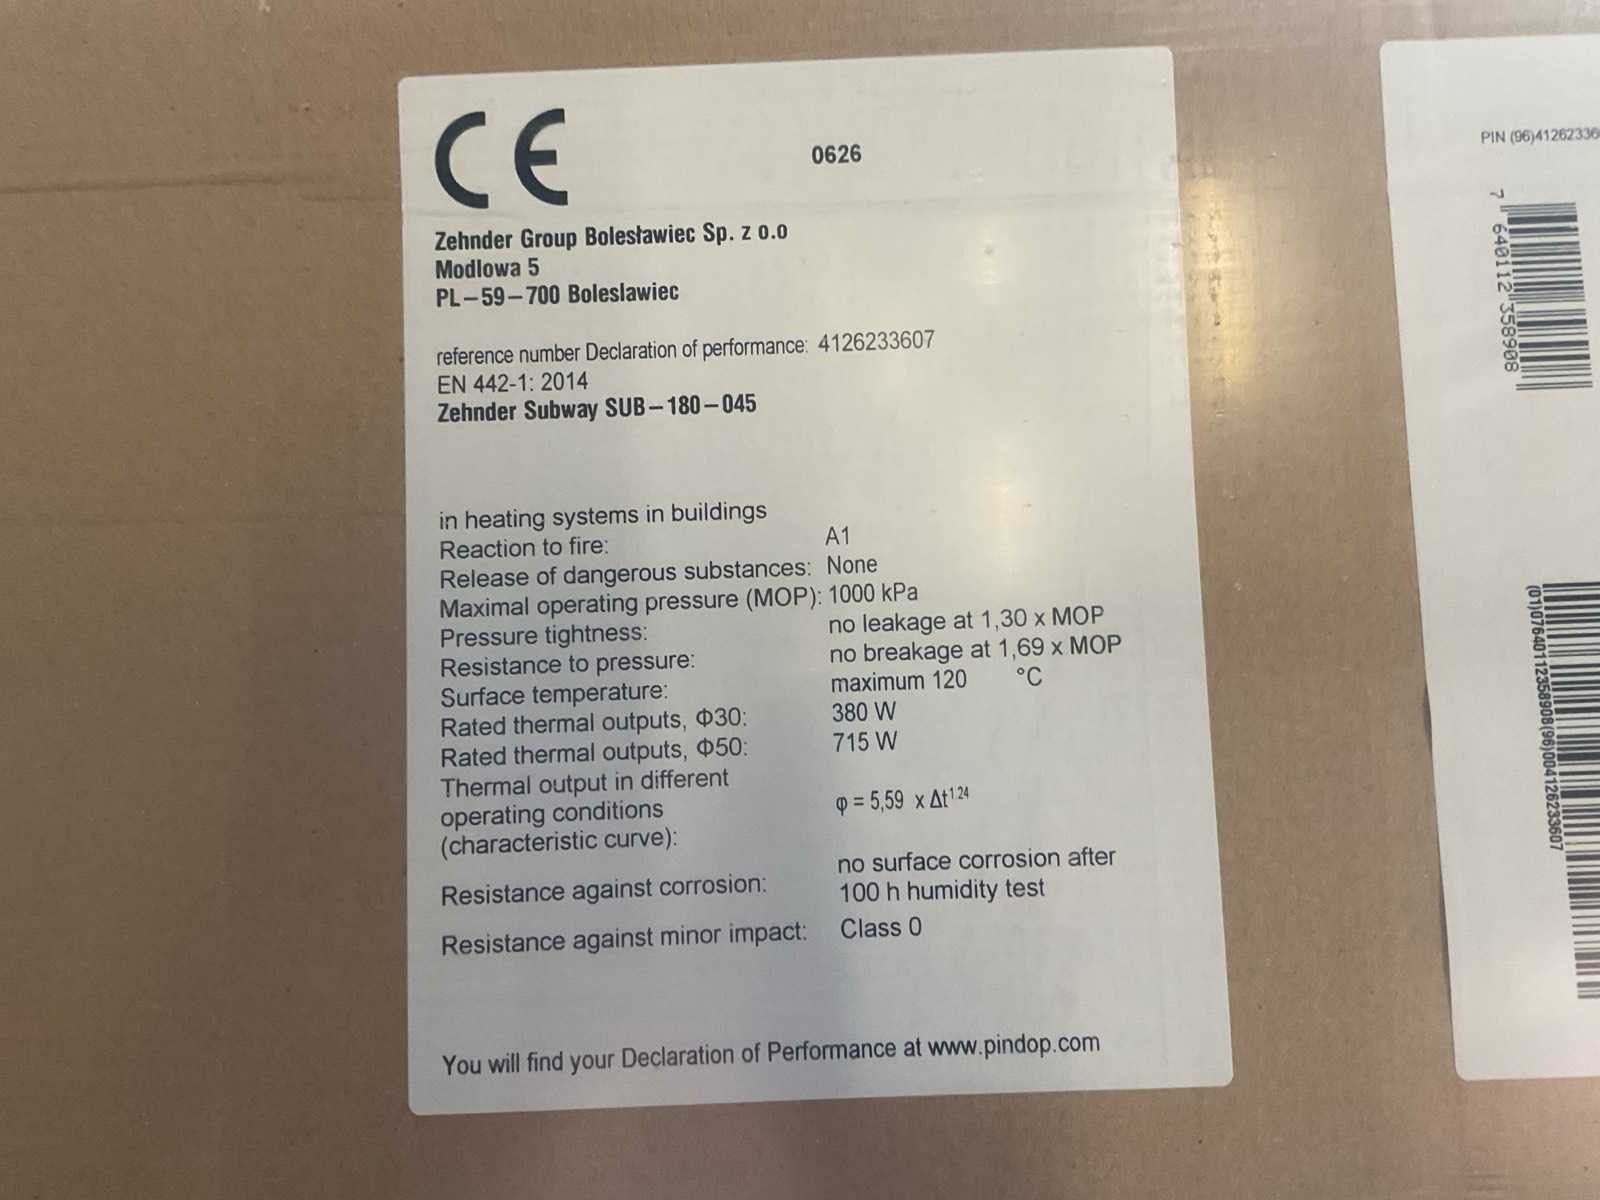 CE
0626
Zehnder Group Bolesławiec Sp. z o.o
Modlowa 5
PL-59-700 Boleslawiec
reference number Declaration of performance: 4126233607
EN 442-1: 2014
Zehnder Subway SUB-180-045
in heating systems in buildings
Reaction to fire: A1
Release of dangerous substances: None
Maximal operating pressure (MOP): 1000 kPa
Pressure tightness: no leakage at 1,30 x MOP
Resistance to pressure: no breakage at 1,69 x MOP
Surface temperature: maximum 120 °C
Rated thermal outputs, Φ30: 380 W
Rated thermal outputs, Φ50: 715 W
Thermal output in different
operating conditions
(characteristic curve):
φ = 5,59 x Δt1.24
Resistance against corrosion: no surface corrosion after
100 h humidity test
Resistance against minor impact: Class 0
You will find your Declaration of Performance at www.pindop.com
PIN (96)41262336
7 640112 358908
(01)07640112358908(96)004126233607